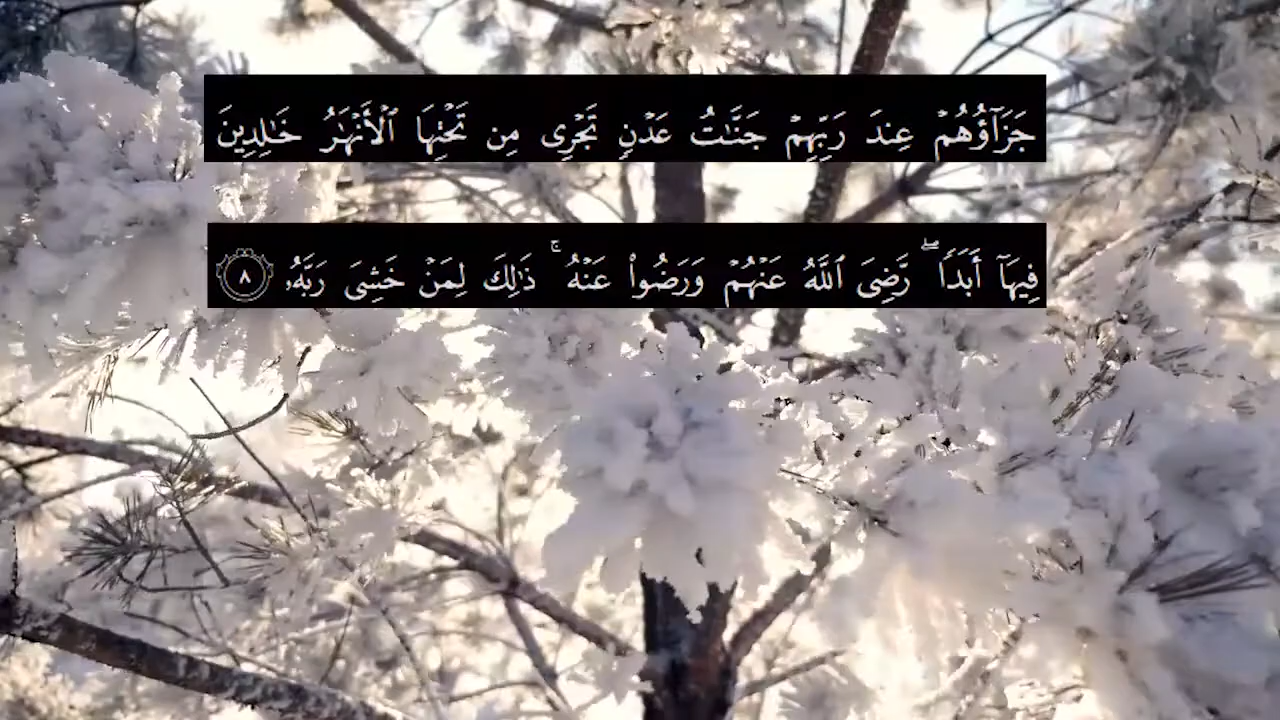 جَزَآؤُهُمۡ عِندَ رَبِّهِمۡ جَنَّٰتُ عَدۡنٖ تَجۡرِي مِن تَحۡتِهَا ٱلۡأَنۡهَٰرُ خَٰلِدِينَ
فِيهَآ أَبَدٗاۖ رَّضِيَ ٱللَّهُ عَنۡهُمۡ وَرَضُواْ عَنۡهُۚ ذَٰلِكَ لِمَنۡ خَشِيَ رَبَّهُۥ ٨